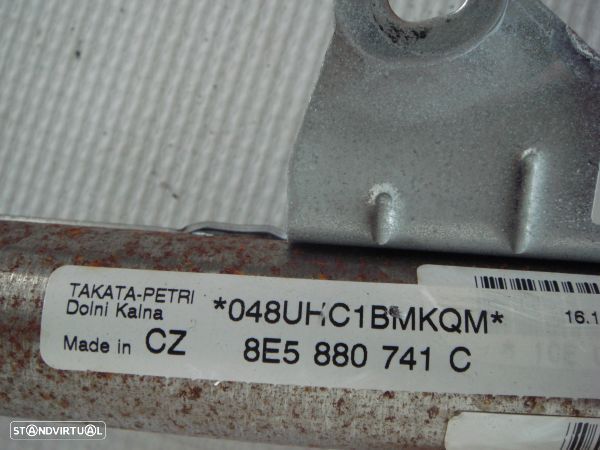 TAKATA-PETRI
Dolni Kalna
*048UHC1BMKQM*
16.1
Made in CZ
8E5 880 741 C
STANDVIRTUAL